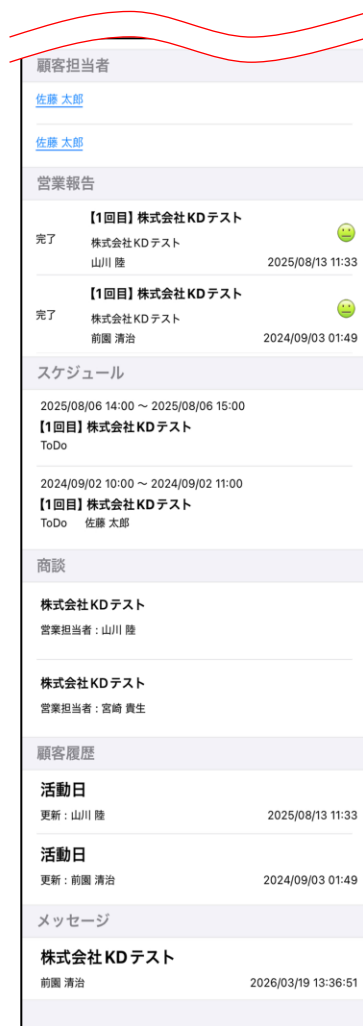 顧客担当者
佐藤 太郎
佐藤 太郎
営業報告
【1回目】株式会社KDテスト
完了
株式会社KDテスト
山川 陸 2025/08/13 11:33
【1回目】株式会社KDテスト
完了
株式会社KDテスト
前園 清治 2024/09/03 01:49
スケジュール
2025/08/06 14:00 ～ 2025/08/06 15:00
【1回目】株式会社KDテスト
ToDo
2024/09/02 10:00 ～ 2024/09/02 11:00
【1回目】株式会社KDテスト
ToDo 佐藤 太郎
商談
株式会社KDテスト
営業担当者 : 山川 陸
株式会社KDテスト
営業担当者 : 宮崎 貴生
顧客履歴
活動日
更新 : 山川 陸 2025/08/13 11:33
活動日
更新 : 前園 清治 2024/09/03 01:49
メッセージ
株式会社KDテスト
前園 清治 2026/03/19 13:36:51